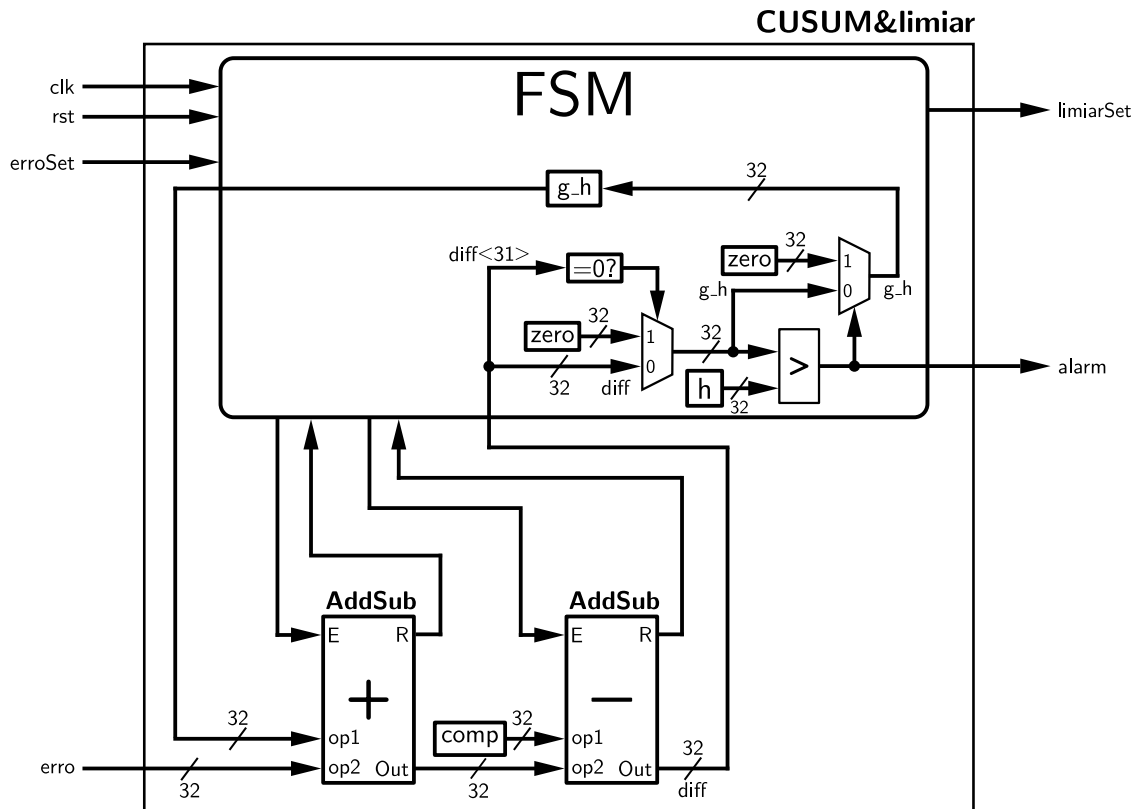 CUSUM&limiar
FSM
clk
rst
erroSet
limiarSet
g_h
32
diff<31>
=0?
zero
32
1
0
g_h
g_h
zero
32
1
0
32
diff
32
h
32
>
alarm
AddSub
AddSub
E
R
E
R
+
−
32
op1
comp
32
op1
32
erro
32
op2
Out
32
op2
Out
diff